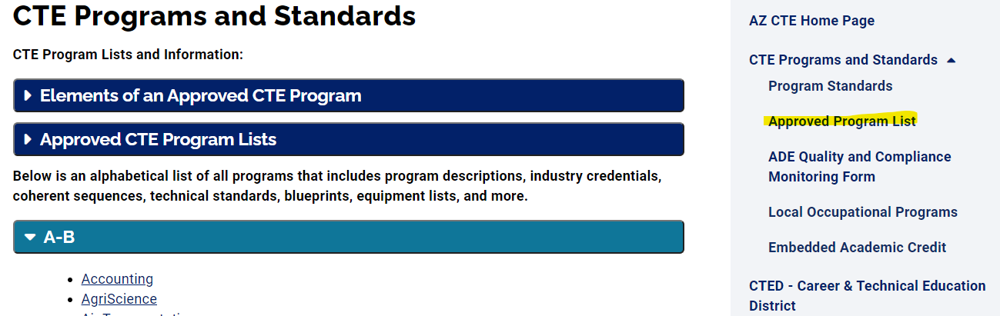 CTE Programs and Standards
CTE Program Lists and Information:
Elements of an Approved CTE Program
Approved CTE Program Lists
Below is an alphabetical list of all programs that includes program descriptions, industry credentials,
coherent sequences, technical standards, blueprints, equipment lists, and more.
A-B
Accounting
AgriScience
AZ CTE Home Page
CTE Programs and Standards
Program Standards
Approved Program List
ADE Quality and Compliance
Monitoring Form
Local Occupational Programs
Embedded Academic Credit
CTED - Career & Technical Education
District